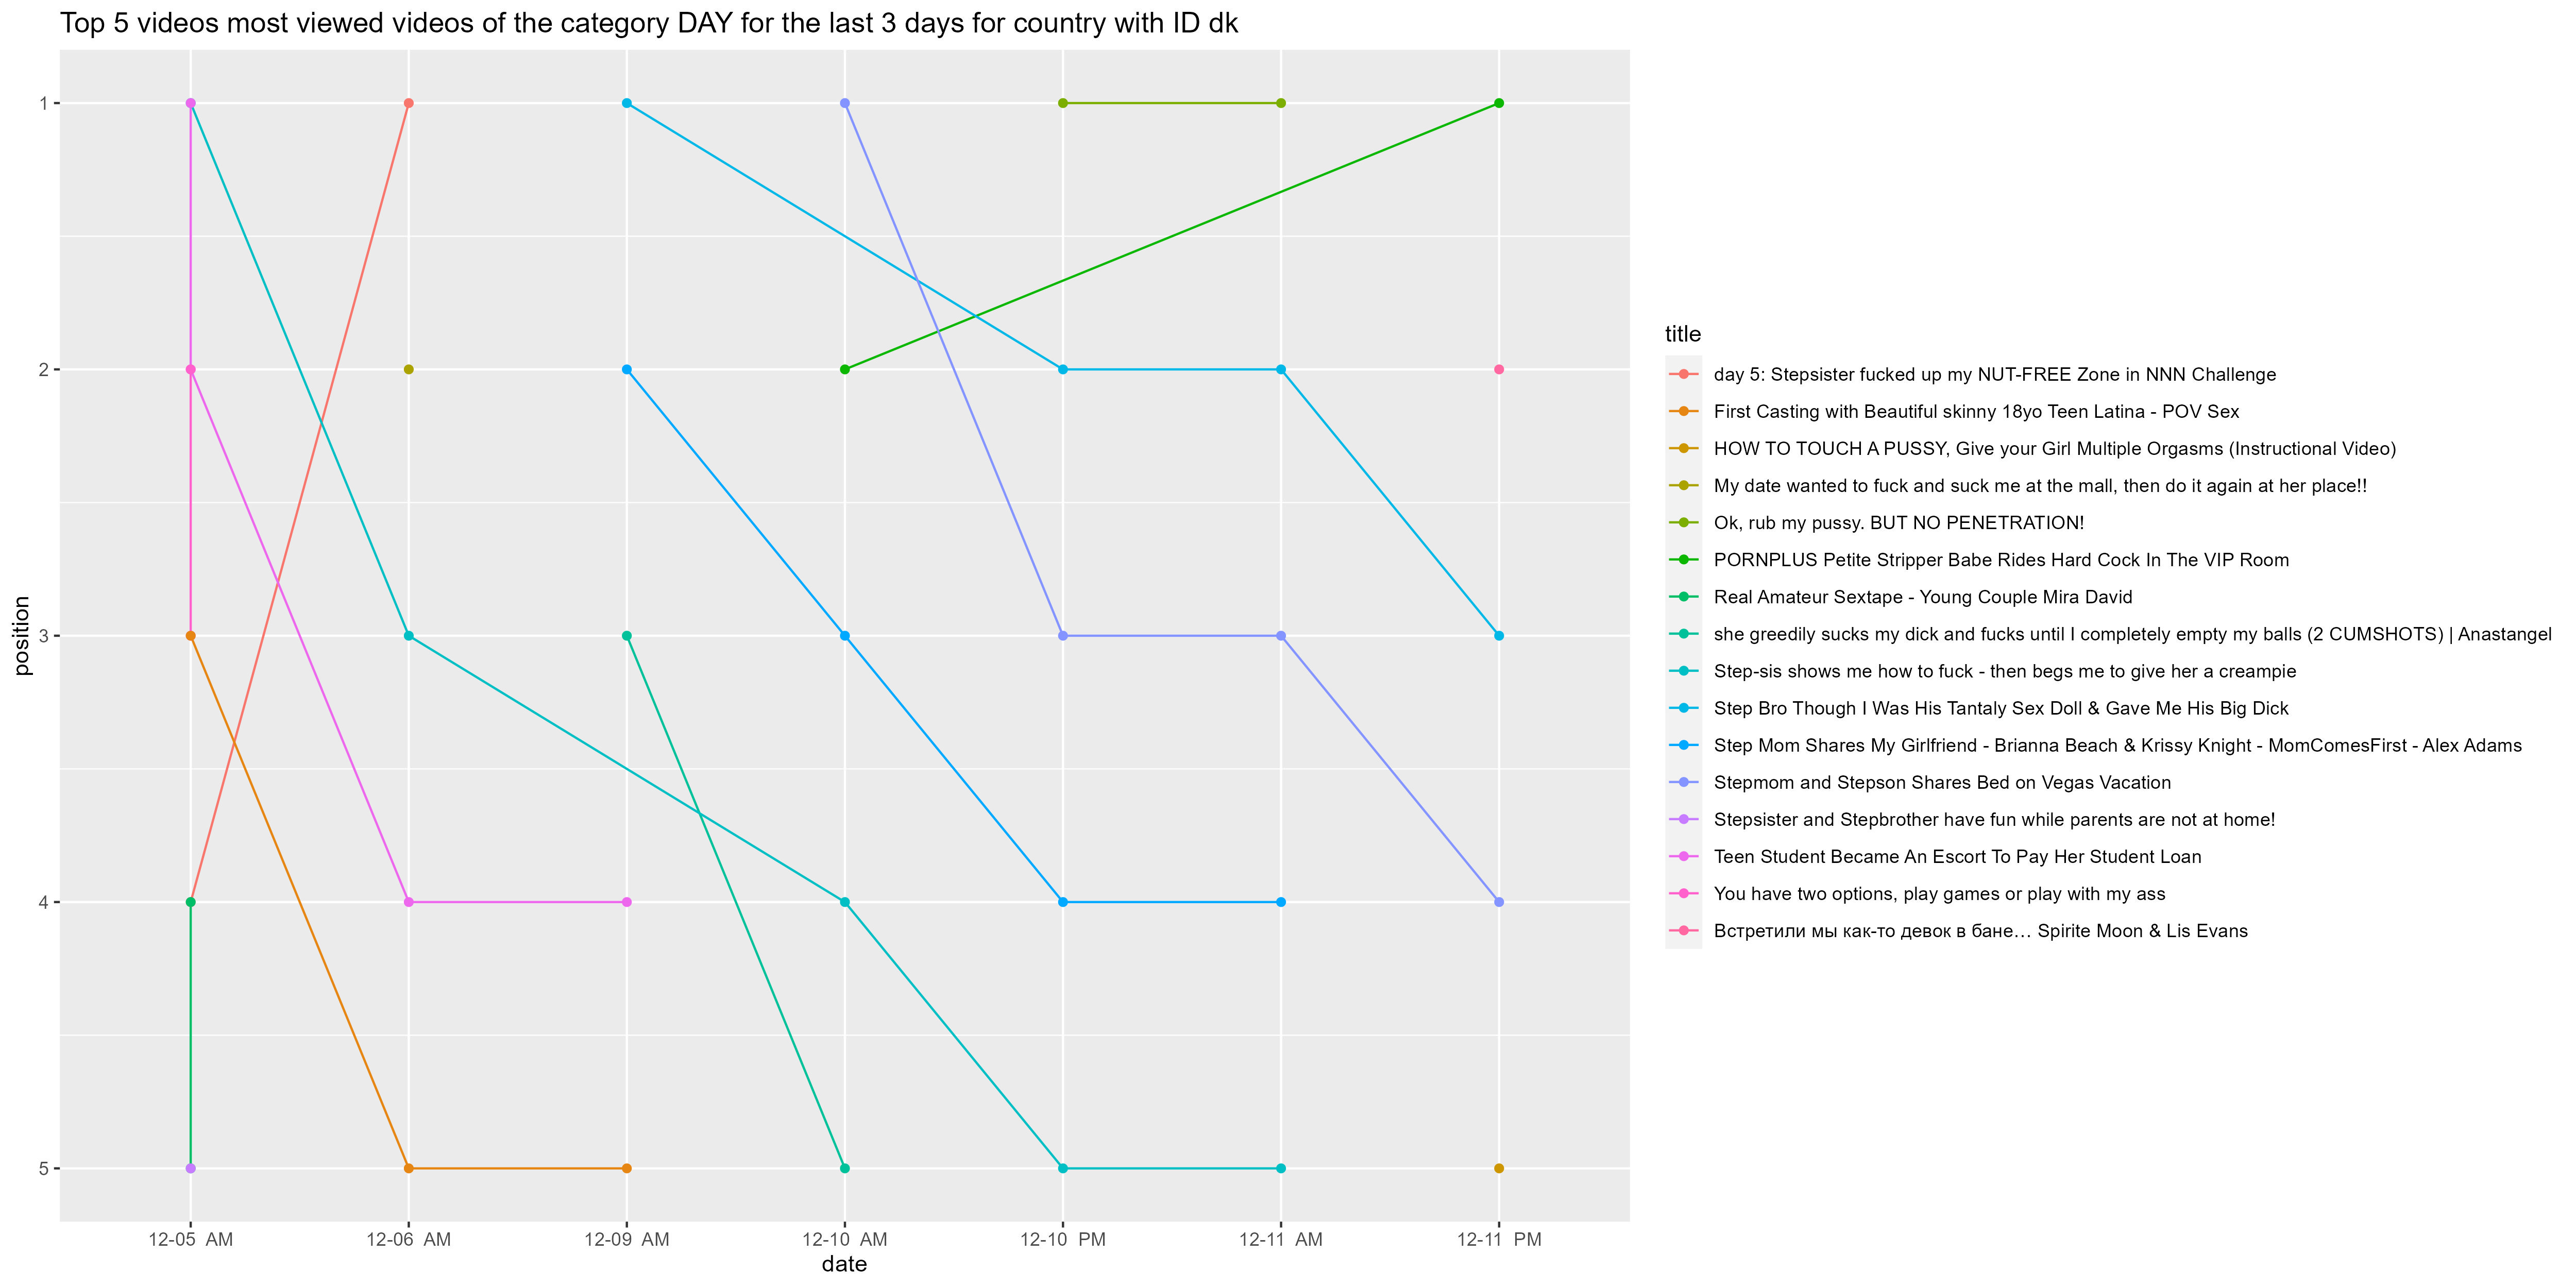 Top 5 videos most viewed videos of the category DAY for the last 3 days for country with ID dk
position
1
2
3
4
5
12-05 AM
12-06 AM
12-09 AM
12-10 AM
12-10 PM
12-11 AM
12-11 PM
date
title
day 5: Stepsister fucked up my NUT-FREE Zone in NNN Challenge
First Casting with Beautiful skinny 18yo Teen Latina - POV Sex
HOW TO TOUCH A PUSSY, Give your Girl Multiple Orgasms (Instructional Video)
My date wanted to fuck and suck me at the mall, then do it again at her place!!
Ok, rub my pussy. BUT NO PENETRATION!
PORNPLUS Petite Stripper Babe Rides Hard Cock In The VIP Room
Real Amateur Sextape - Young Couple Mira David
she greedily sucks my dick and fucks until I completely empty my balls (2 CUMSHOTS) | Anastangel
Step-sis shows me how to fuck - then begs me to give her a creampie
Step Bro Though I Was His Tantaly Sex Doll & Gave Me His Big Dick
Step Mom Shares My Girlfriend - Brianna Beach & Krissy Knight - MomComesFirst - Alex Adams
Stepmom and Stepson Shares Bed on Vegas Vacation
Stepsister and Stepbrother have fun while parents are not at home!
Teen Student Became An Escort To Pay Her Student Loan
You have two options, play games or play with my ass
Встретили мы как-то девок в бане… Spirite Moon & Lis Evans